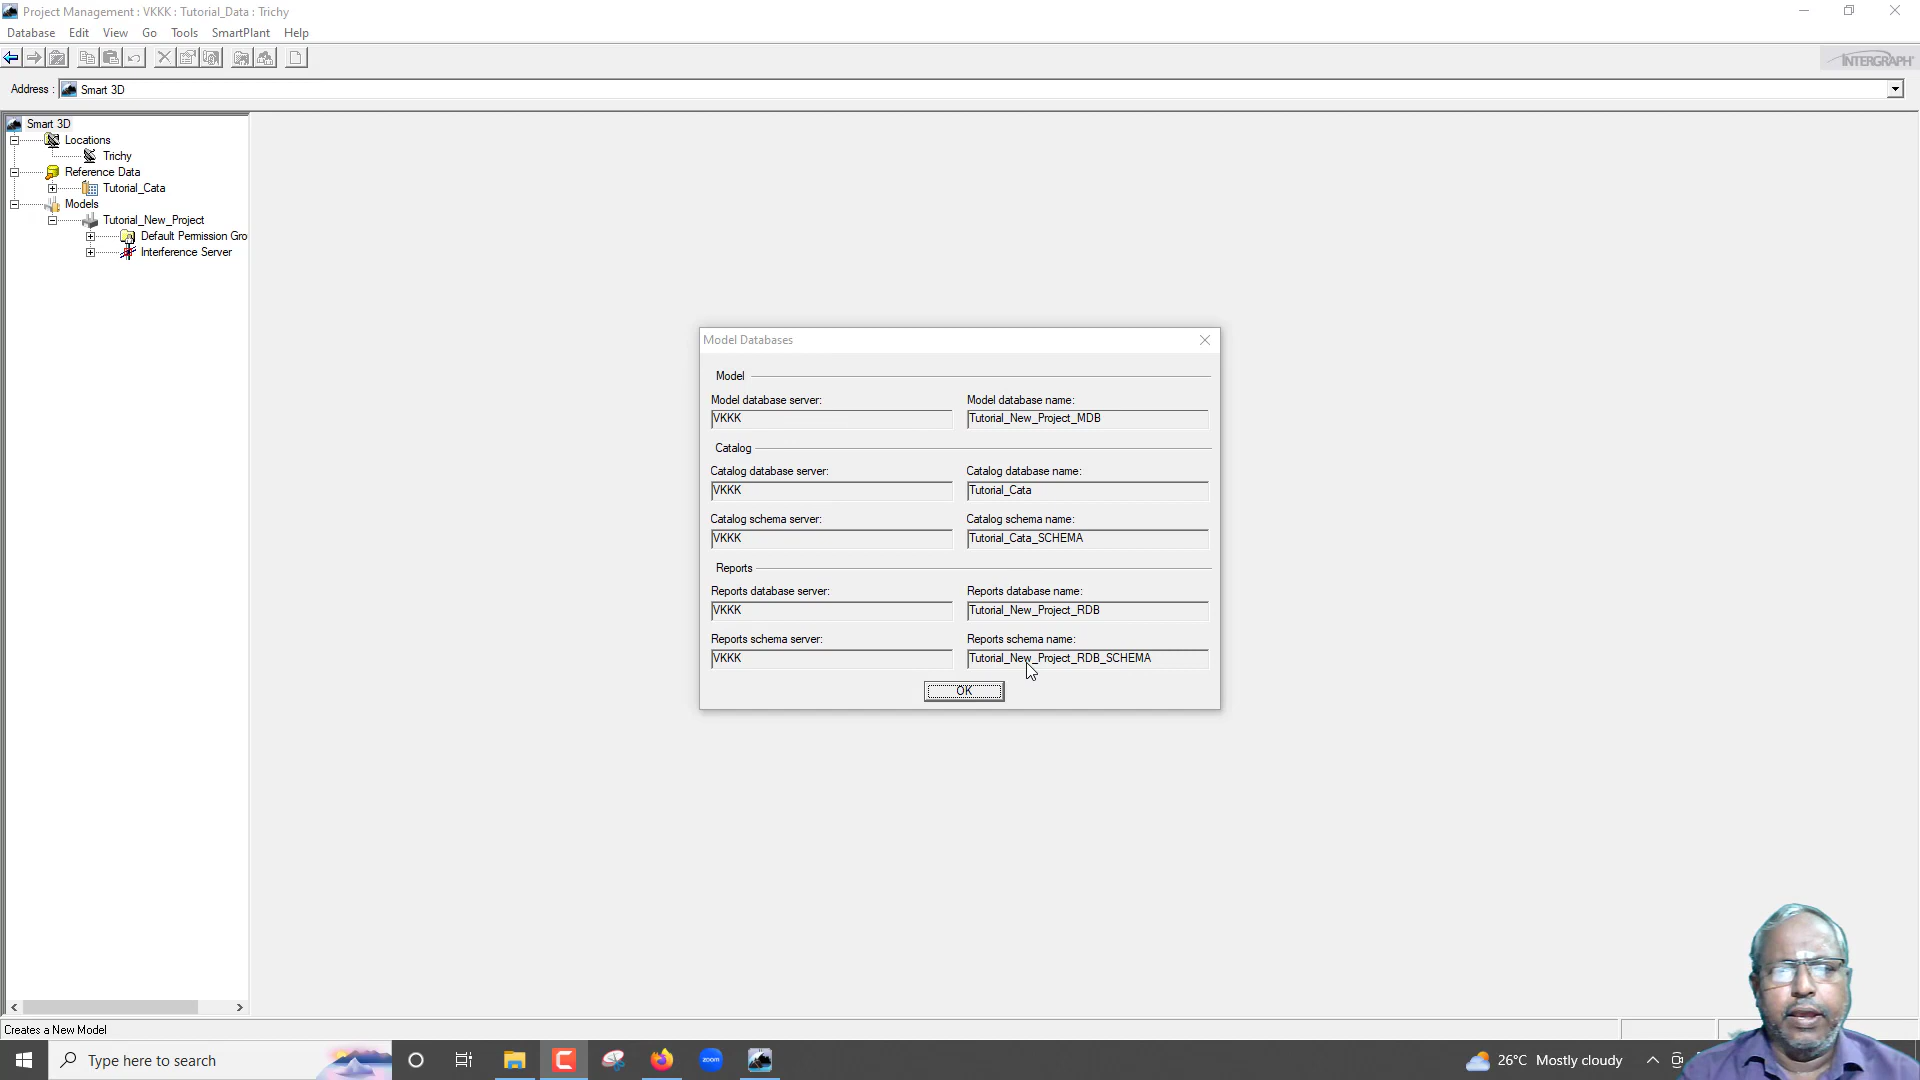 Project Management : VKKK : Tutorial_Data : Trichy
Database Edit View Go Tools SmartPlant Help
INTERGRAPH
Address : Smart 3D
Smart 3D
Locations
Trichy
Reference Data
Tutorial_Cata
Models
Tutorial_New_Project
Default Permission Gro
Interference Server
Model Databases
Model
Model database server: Model database name:
VKKK Tutorial_New_Project_MDB
Catalog
Catalog database server: Catalog database name:
VKKK Tutorial_Cata
Catalog schema server: Catalog schema name:
VKKK Tutorial_Cata_SCHEMA
Reports
Reports database server: Reports database name:
VKKK Tutorial_New_Project_RDB
Reports schema server: Reports schema name:
VKKK Tutorial_New_Project_RDB_SCHEMA
OK
Creates a New Model
Type here to search
zoom
26°C Mostly cloudy